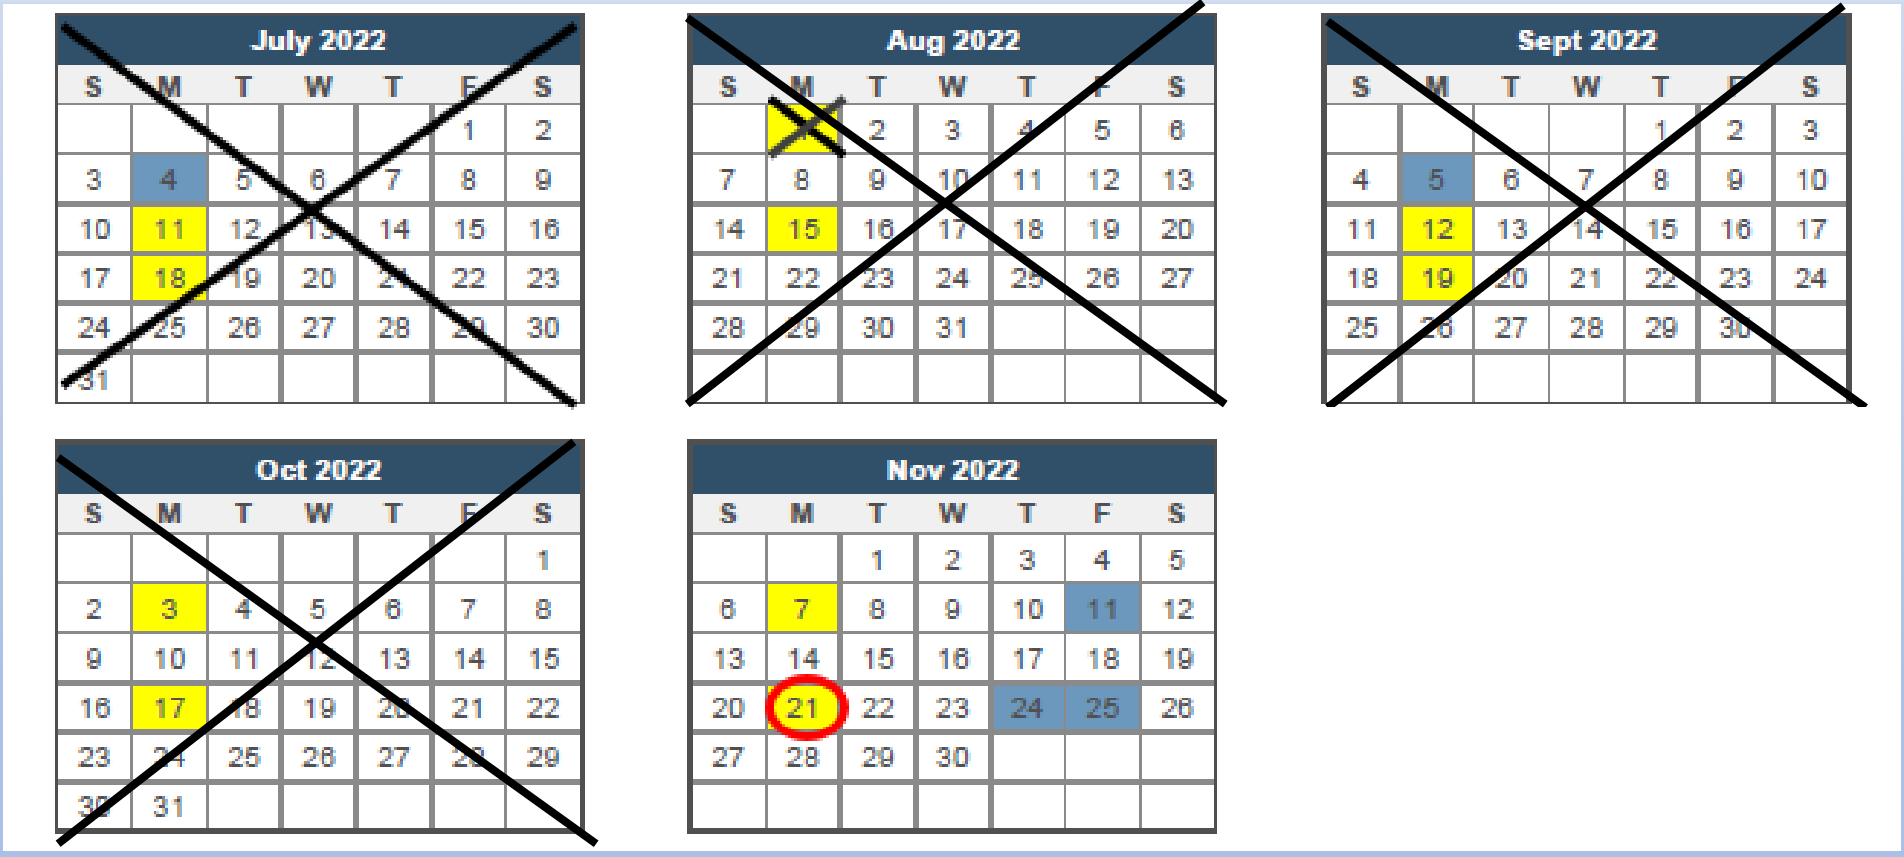 July 2022
S M T W T F S
1 2
3 4 5 6 7 8 9
10 11 12 13 14 15 16
17 18 19 20 21 22 23
24 25 26 27 28 29 30
31
Aug 2022
S M T W T F S
2 3 4 5 6
7 8 9 10 11 12 13
14 15 16 17 18 19 20
21 22 23 24 25 26 27
28 29 30 31
Sept 2022
S M T W T F S
1 2 3
4 5 6 7 8 9 10
11 12 13 14 15 16 17
18 19 20 21 22 23 24
25 26 27 28 29 30
Oct 2022
S M T W T F S
1
2 3 4 5 6 7 8
9 10 11 12 13 14 15
16 17 18 19 20 21 22
23 24 25 26 27 28 29
30 31
Nov 2022
S M T W T F S
1 2 3 4 5
6 7 8 9 10 11 12
13 14 15 16 17 18 19
20 21 22 23 24 25 26
27 28 29 30